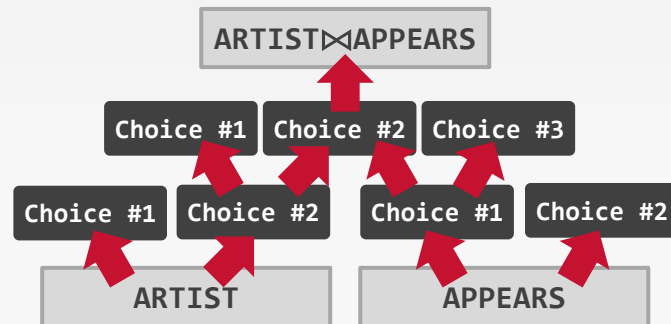 ARTIST⋈APPEARS
Choice #1 Choice #2 Choice #3
Choice #1 Choice #2 Choice #1 Choice #2
ARTIST APPEARS